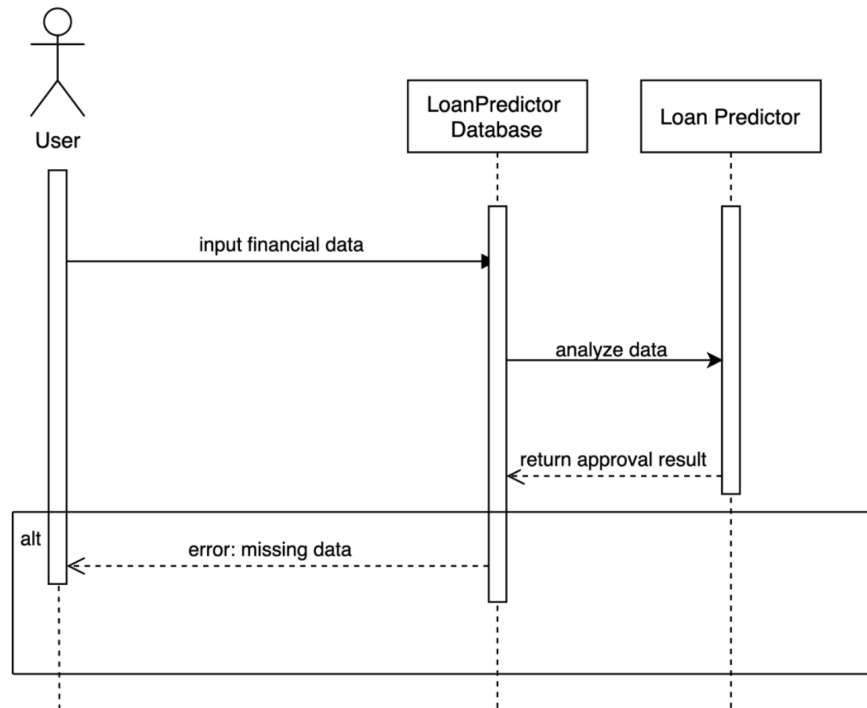 LoanPredictor
Database
Loan Predictor
User
input financial data
analyze data
return approval result
alt
error: missing data